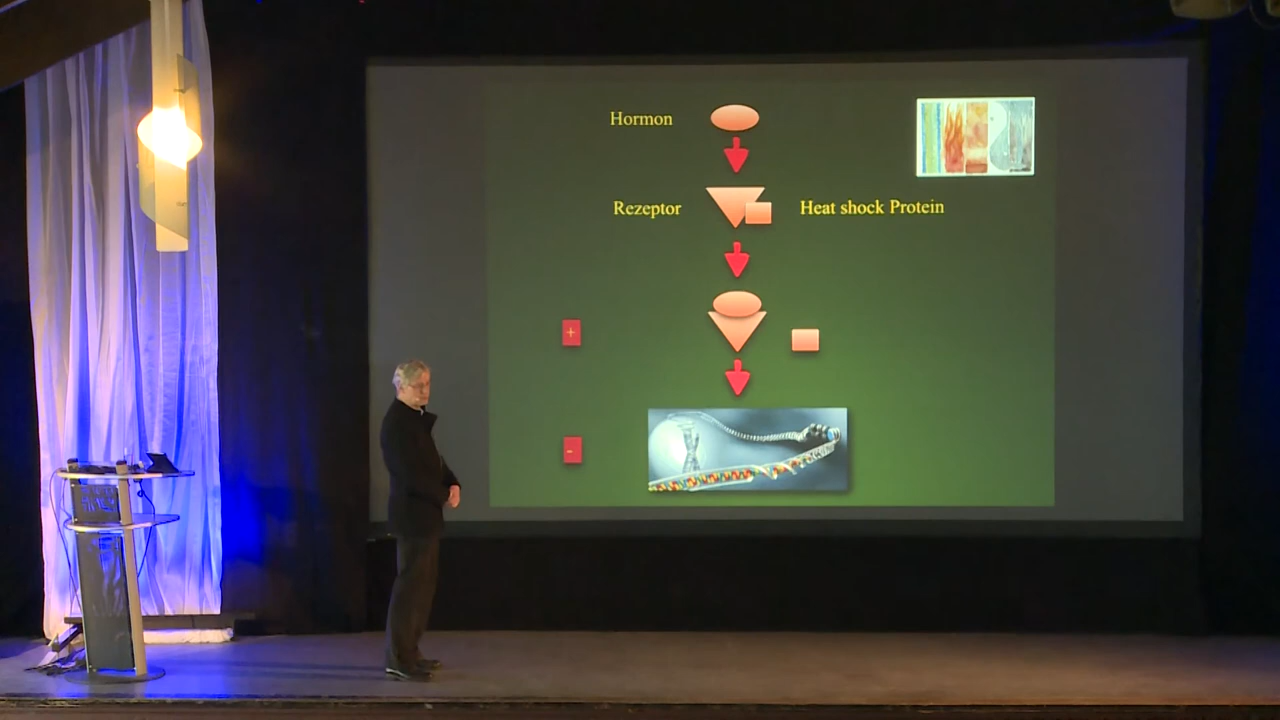 Hormon
Rezeptor
Heat shock Protein
+
-